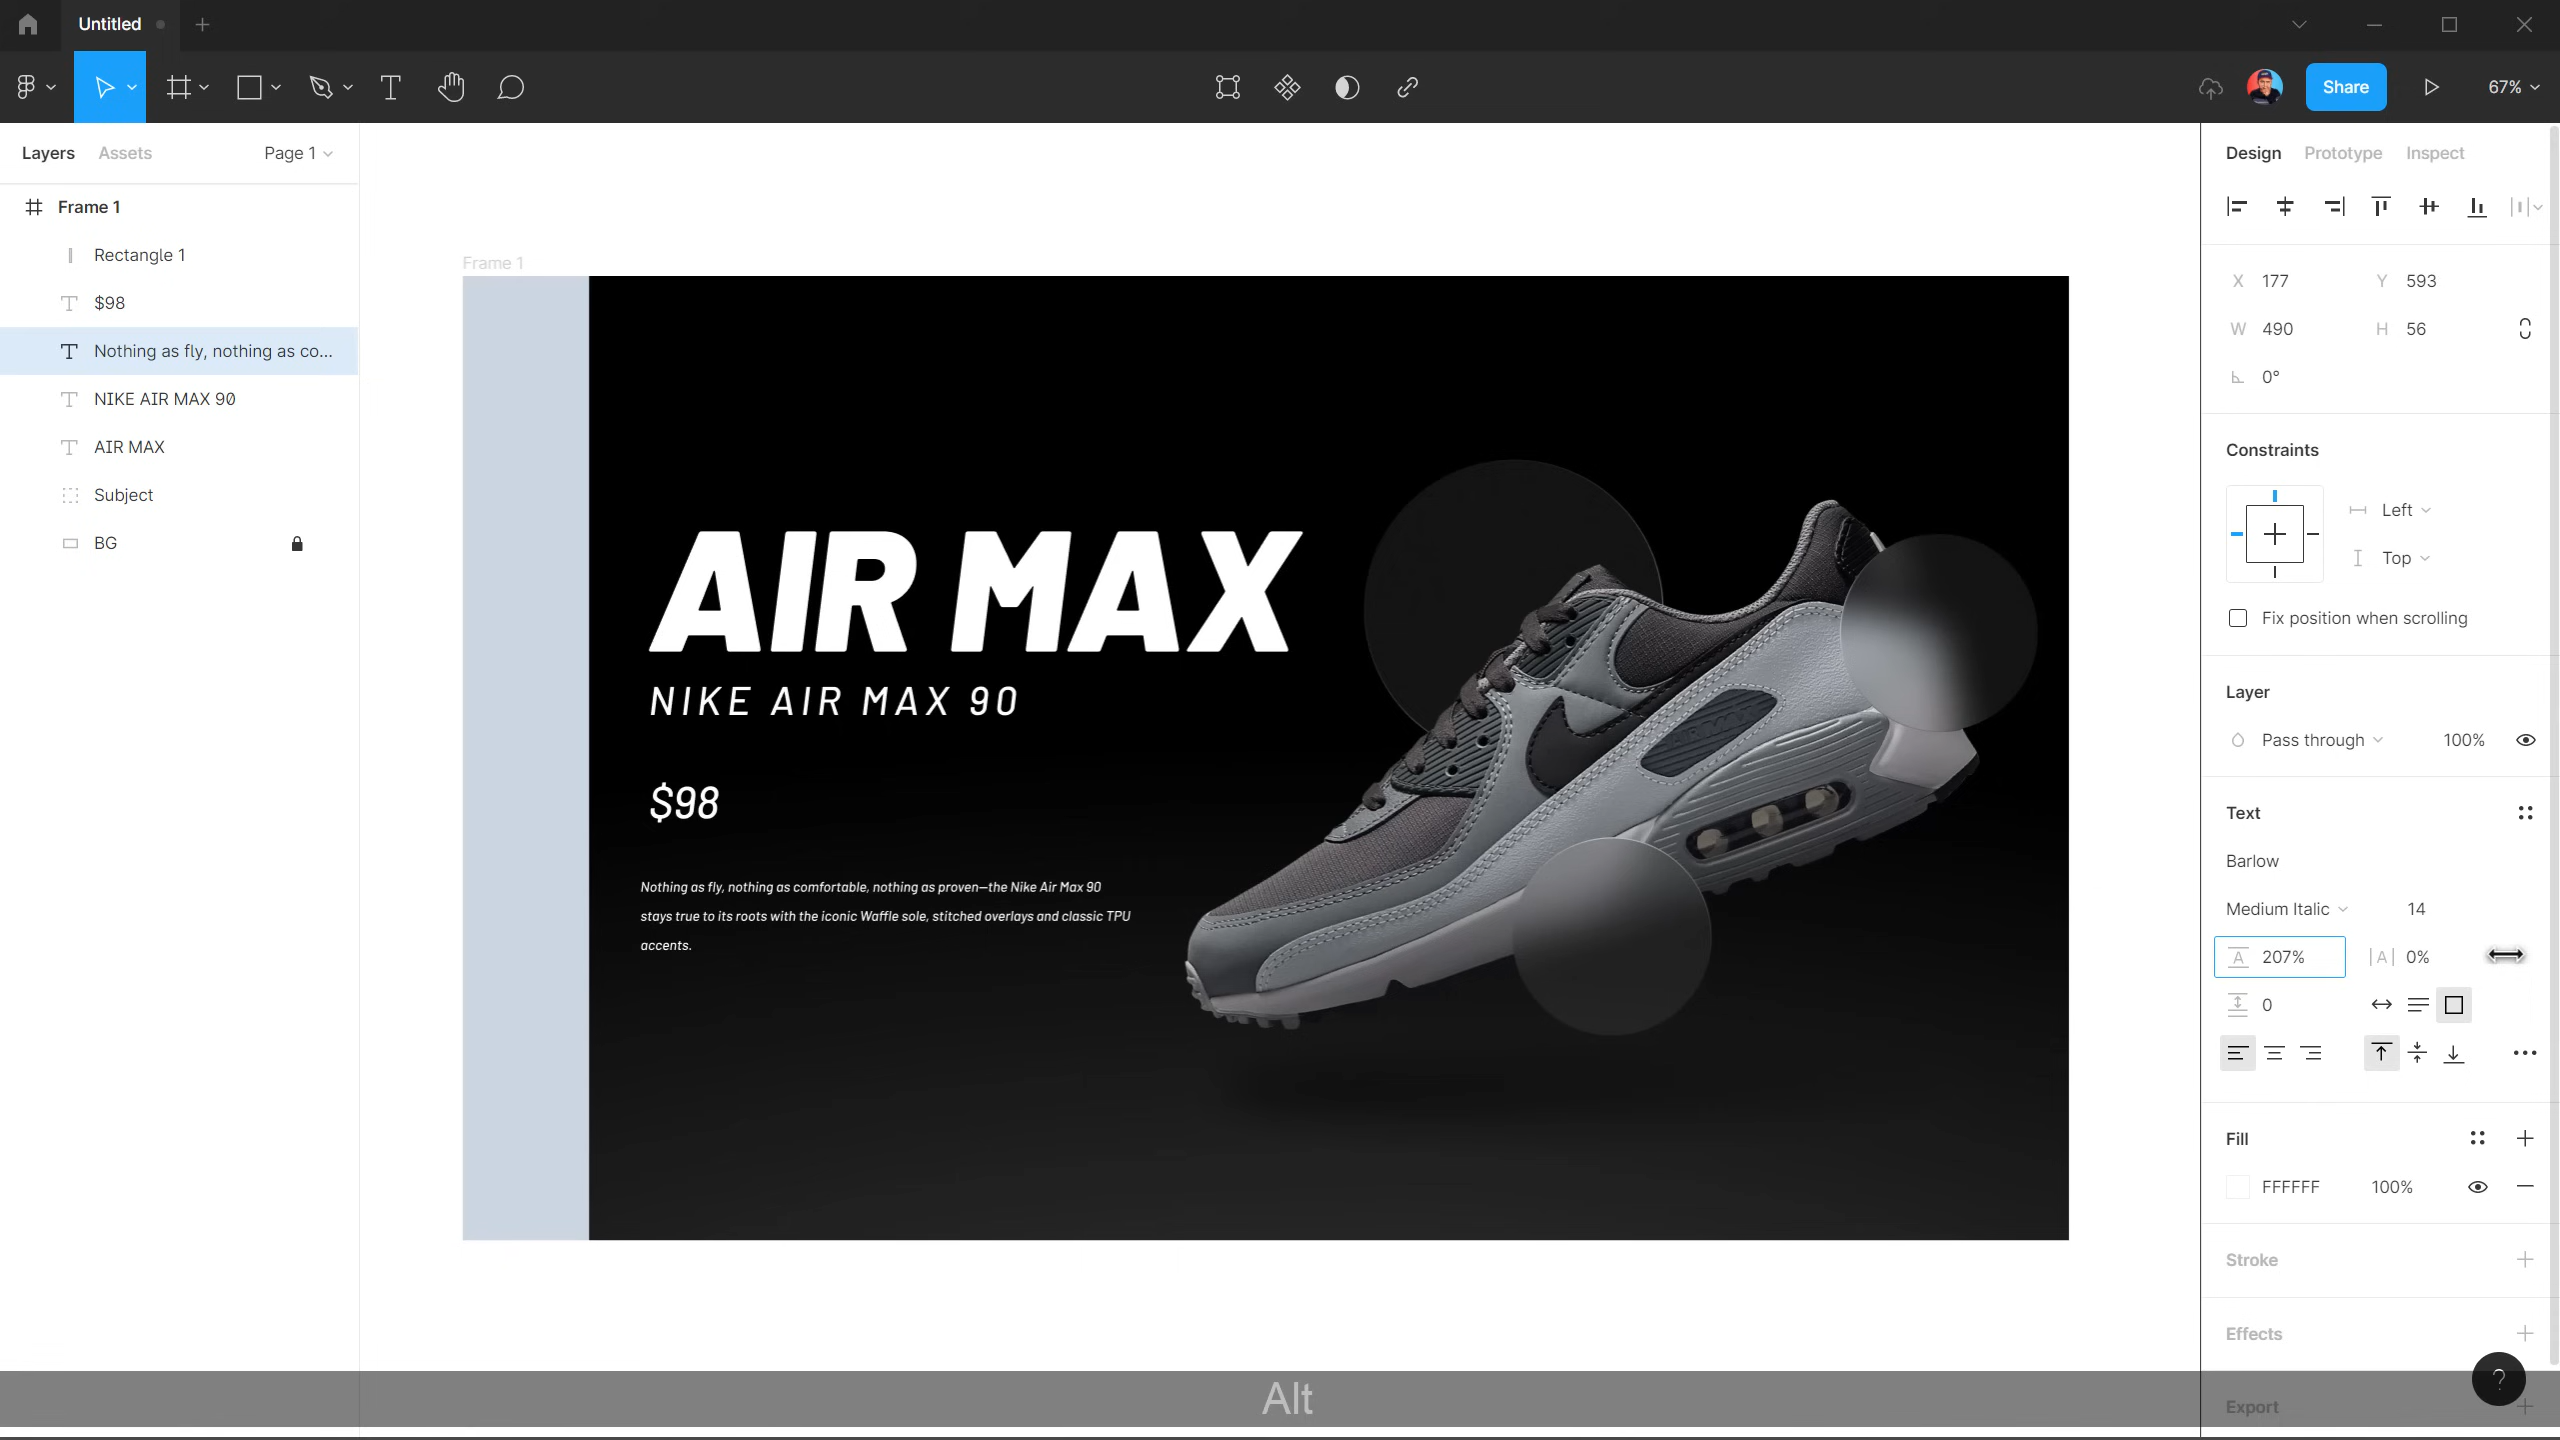 Untitled
Share
67%
Layers
Assets
Page 1
Frame 1
Rectangle 1
$98
Nothing as fly, nothing as co...
NIKE AIR MAX 90
AIR MAX
Subject
BG
Frame 1
AIR MAX
NIKE AIR MAX 90
$98
Nothing as fly, nothing as comfortable, nothing as proven—the Nike Air Max 90
stays true to its roots with the iconic Waffle sole, stitched overlays and classic TPU
accents.
Design
Prototype
Inspect
X 177
Y 593
W 490
H 56
0°
Constraints
Left
Top
Fix position when scrolling
Layer
Pass through
100%
Text
Barlow
Medium Italic
14
A 207%
|A| 0%
0
Fill
FFFFFF
100%
Stroke
Effects
Export
?
Alt